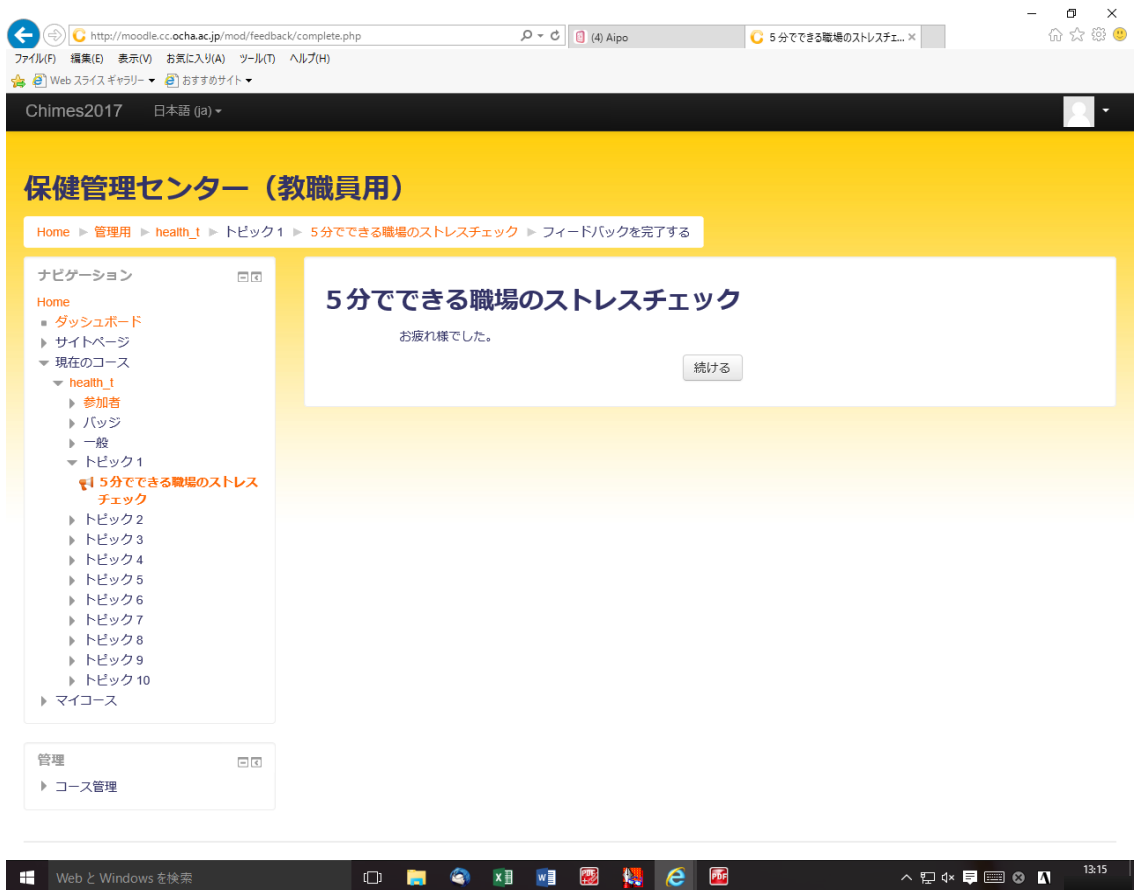 http://moodle.cc.ocha.ac.jp/mod/feedback/complete.php
(4) Aipo
５分でできる職場のストレスチェ...
ファイル(F) 編集(E) 表示(V) お気に入り(A) ツール(T) ヘルプ(H)
Web スライス ギャラリー おすすめサイト
Chimes2017 日本語 (ja)
保健管理センター（教職員用）
Home ▶ 管理用 ▶ health_t ▶ トピック 1 ▶ ５分でできる職場のストレスチェック ▶ フィードバックを完了する
ナビゲーション
Home
ダッシュボード
サイトページ
現在のコース
health_t
参加者
バッジ
一般
トピック 1
５分でできる職場のストレス
チェック
トピック 2
トピック 3
トピック 4
トピック 5
トピック 6
トピック 7
トピック 8
トピック 9
トピック 10
マイコース
５分でできる職場のストレスチェック
お疲れ様でした。
続ける
管理
コース管理
Web と Windows を検索
13:15